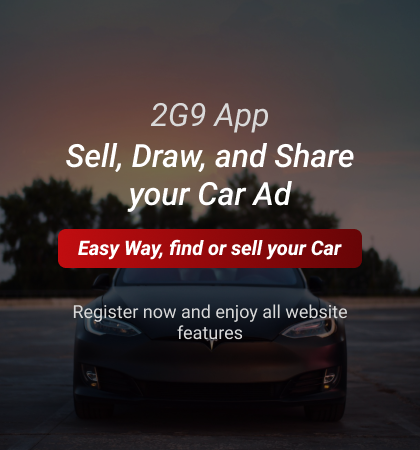 2G9 App
Sell, Draw, and Share
your Car Ad
Easy Way, find or sell your Car
Register now and enjoy all website
features